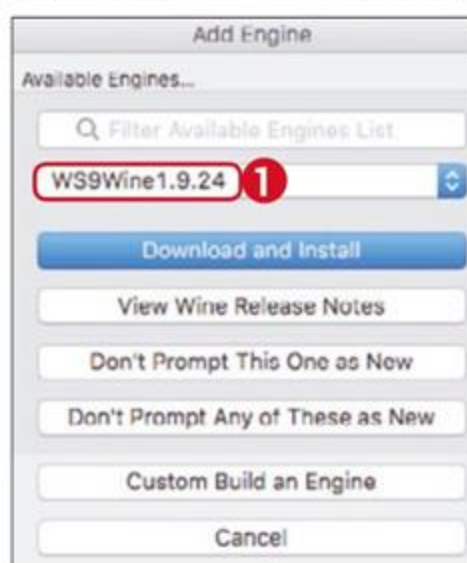 Add Engine
Available Engines...
Filter Available Engines List
WS9Wine1.9.24 1
Download and Install
View Wine Release Notes
Don't Prompt This One as New
Don't Prompt Any of These as New
Custom Build an Engine
Cancel